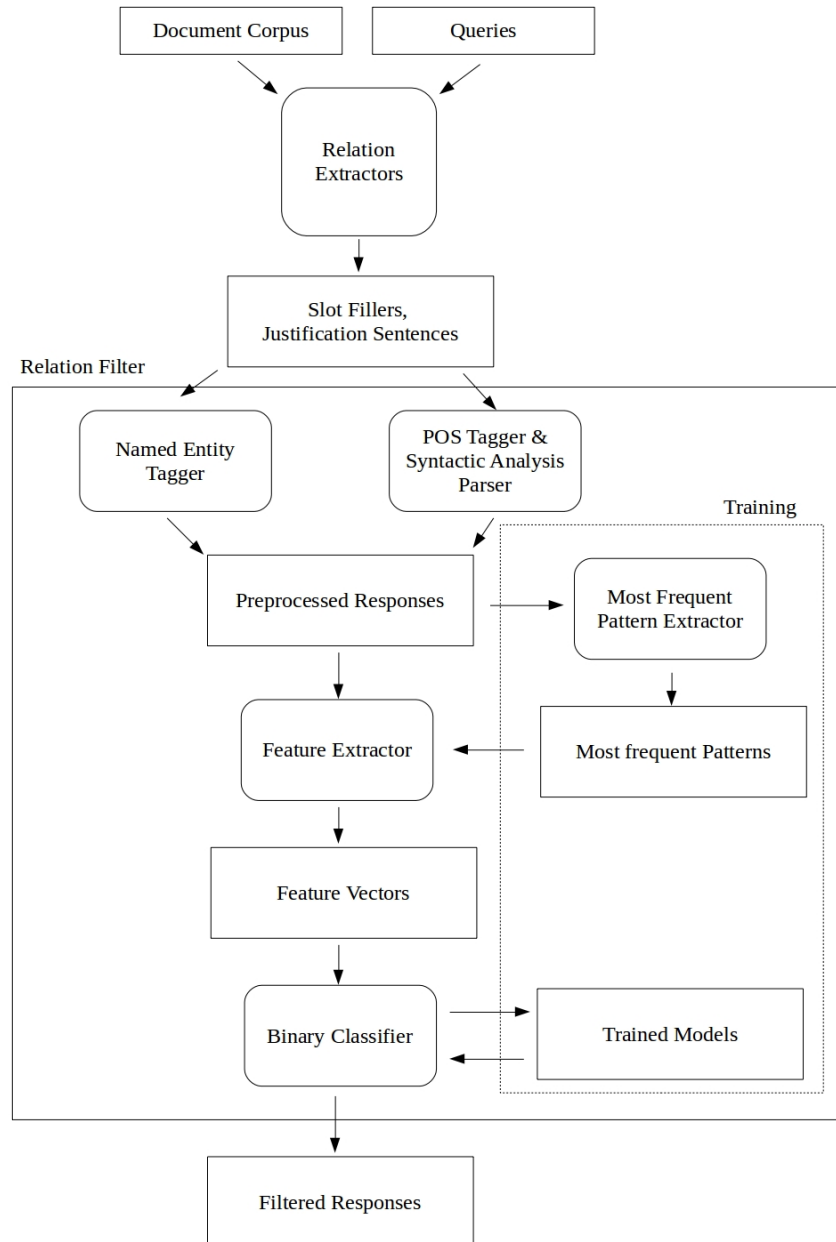 Document Corpus
Queries
Relation
Extractors
Slot Fillers,
Justification Sentences
Relation Filter
Named Entity
Tagger
POS Tagger &
Syntactic Analysis
Parser
Training
Preprocessed Responses
Most Frequent
Pattern Extractor
Feature Extractor
Most frequent Patterns
Feature Vectors
Binary Classifier
Trained Models
Filtered Responses